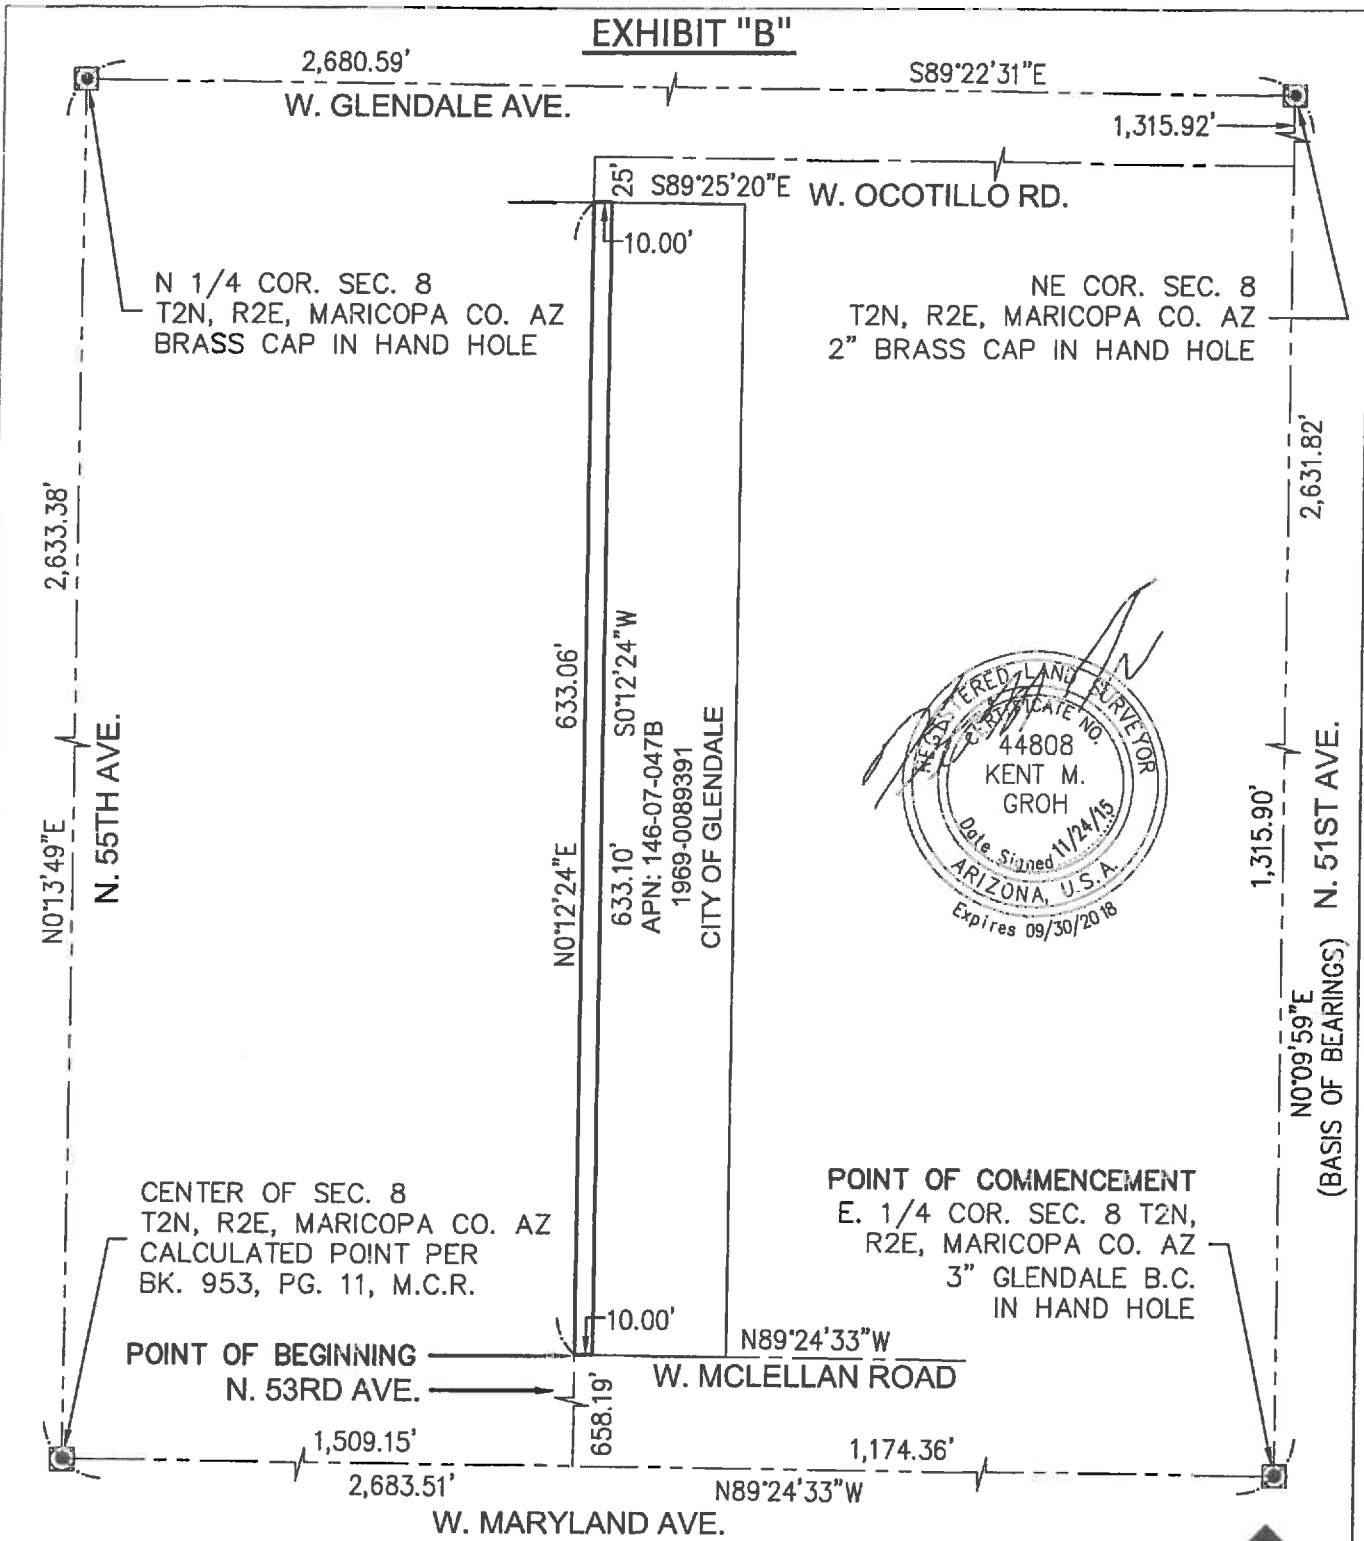 EXHIBIT "B"
2,680.59'
S89°22'31"E
W. GLENDALE AVE.
1,315.92'
25'
S89°25'20"E
W. OCOTILLO RD.
10.00'
N 1/4 COR. SEC. 8
T2N, R2E, MARICOPA CO. AZ
BRASS CAP IN HAND HOLE
NE COR. SEC. 8
T2N, R2E, MARICOPA CO. AZ
2" BRASS CAP IN HAND HOLE
2,633.38'
N0°13'49"E
N. 55TH AVE.
633.06'
N0°12'24"E
S0°12'24"W
633.10'
APN: 146-07-047B
1969-0089391
CITY OF GLENDALE
REGISTERED LAND SURVEYOR
CERTIFICATE NO.
44808
KENT M.
GROH
Date Signed 11/24/15
ARIZONA, U.S.A.
Expires 09/30/2018
2,631.82'
1,315.90'
N. 51ST AVE.
N0°09'59"E
(BASIS OF BEARINGS)
CENTER OF SEC. 8
T2N, R2E, MARICOPA CO. AZ
CALCULATED POINT PER
BK. 953, PG. 11, M.C.R.
POINT OF COMMENCEMENT
E. 1/4 COR. SEC. 8 T2N,
R2E, MARICOPA CO. AZ
3" GLENDALE B.C.
IN HAND HOLE
10.00'
POINT OF BEGINNING
N89°24'33"W
N. 53RD AVE.
W. MCLELLAN ROAD
658.19'
1,509.15'
1,174.36'
2,683.51'
N89°24'33"W
W. MARYLAND AVE.